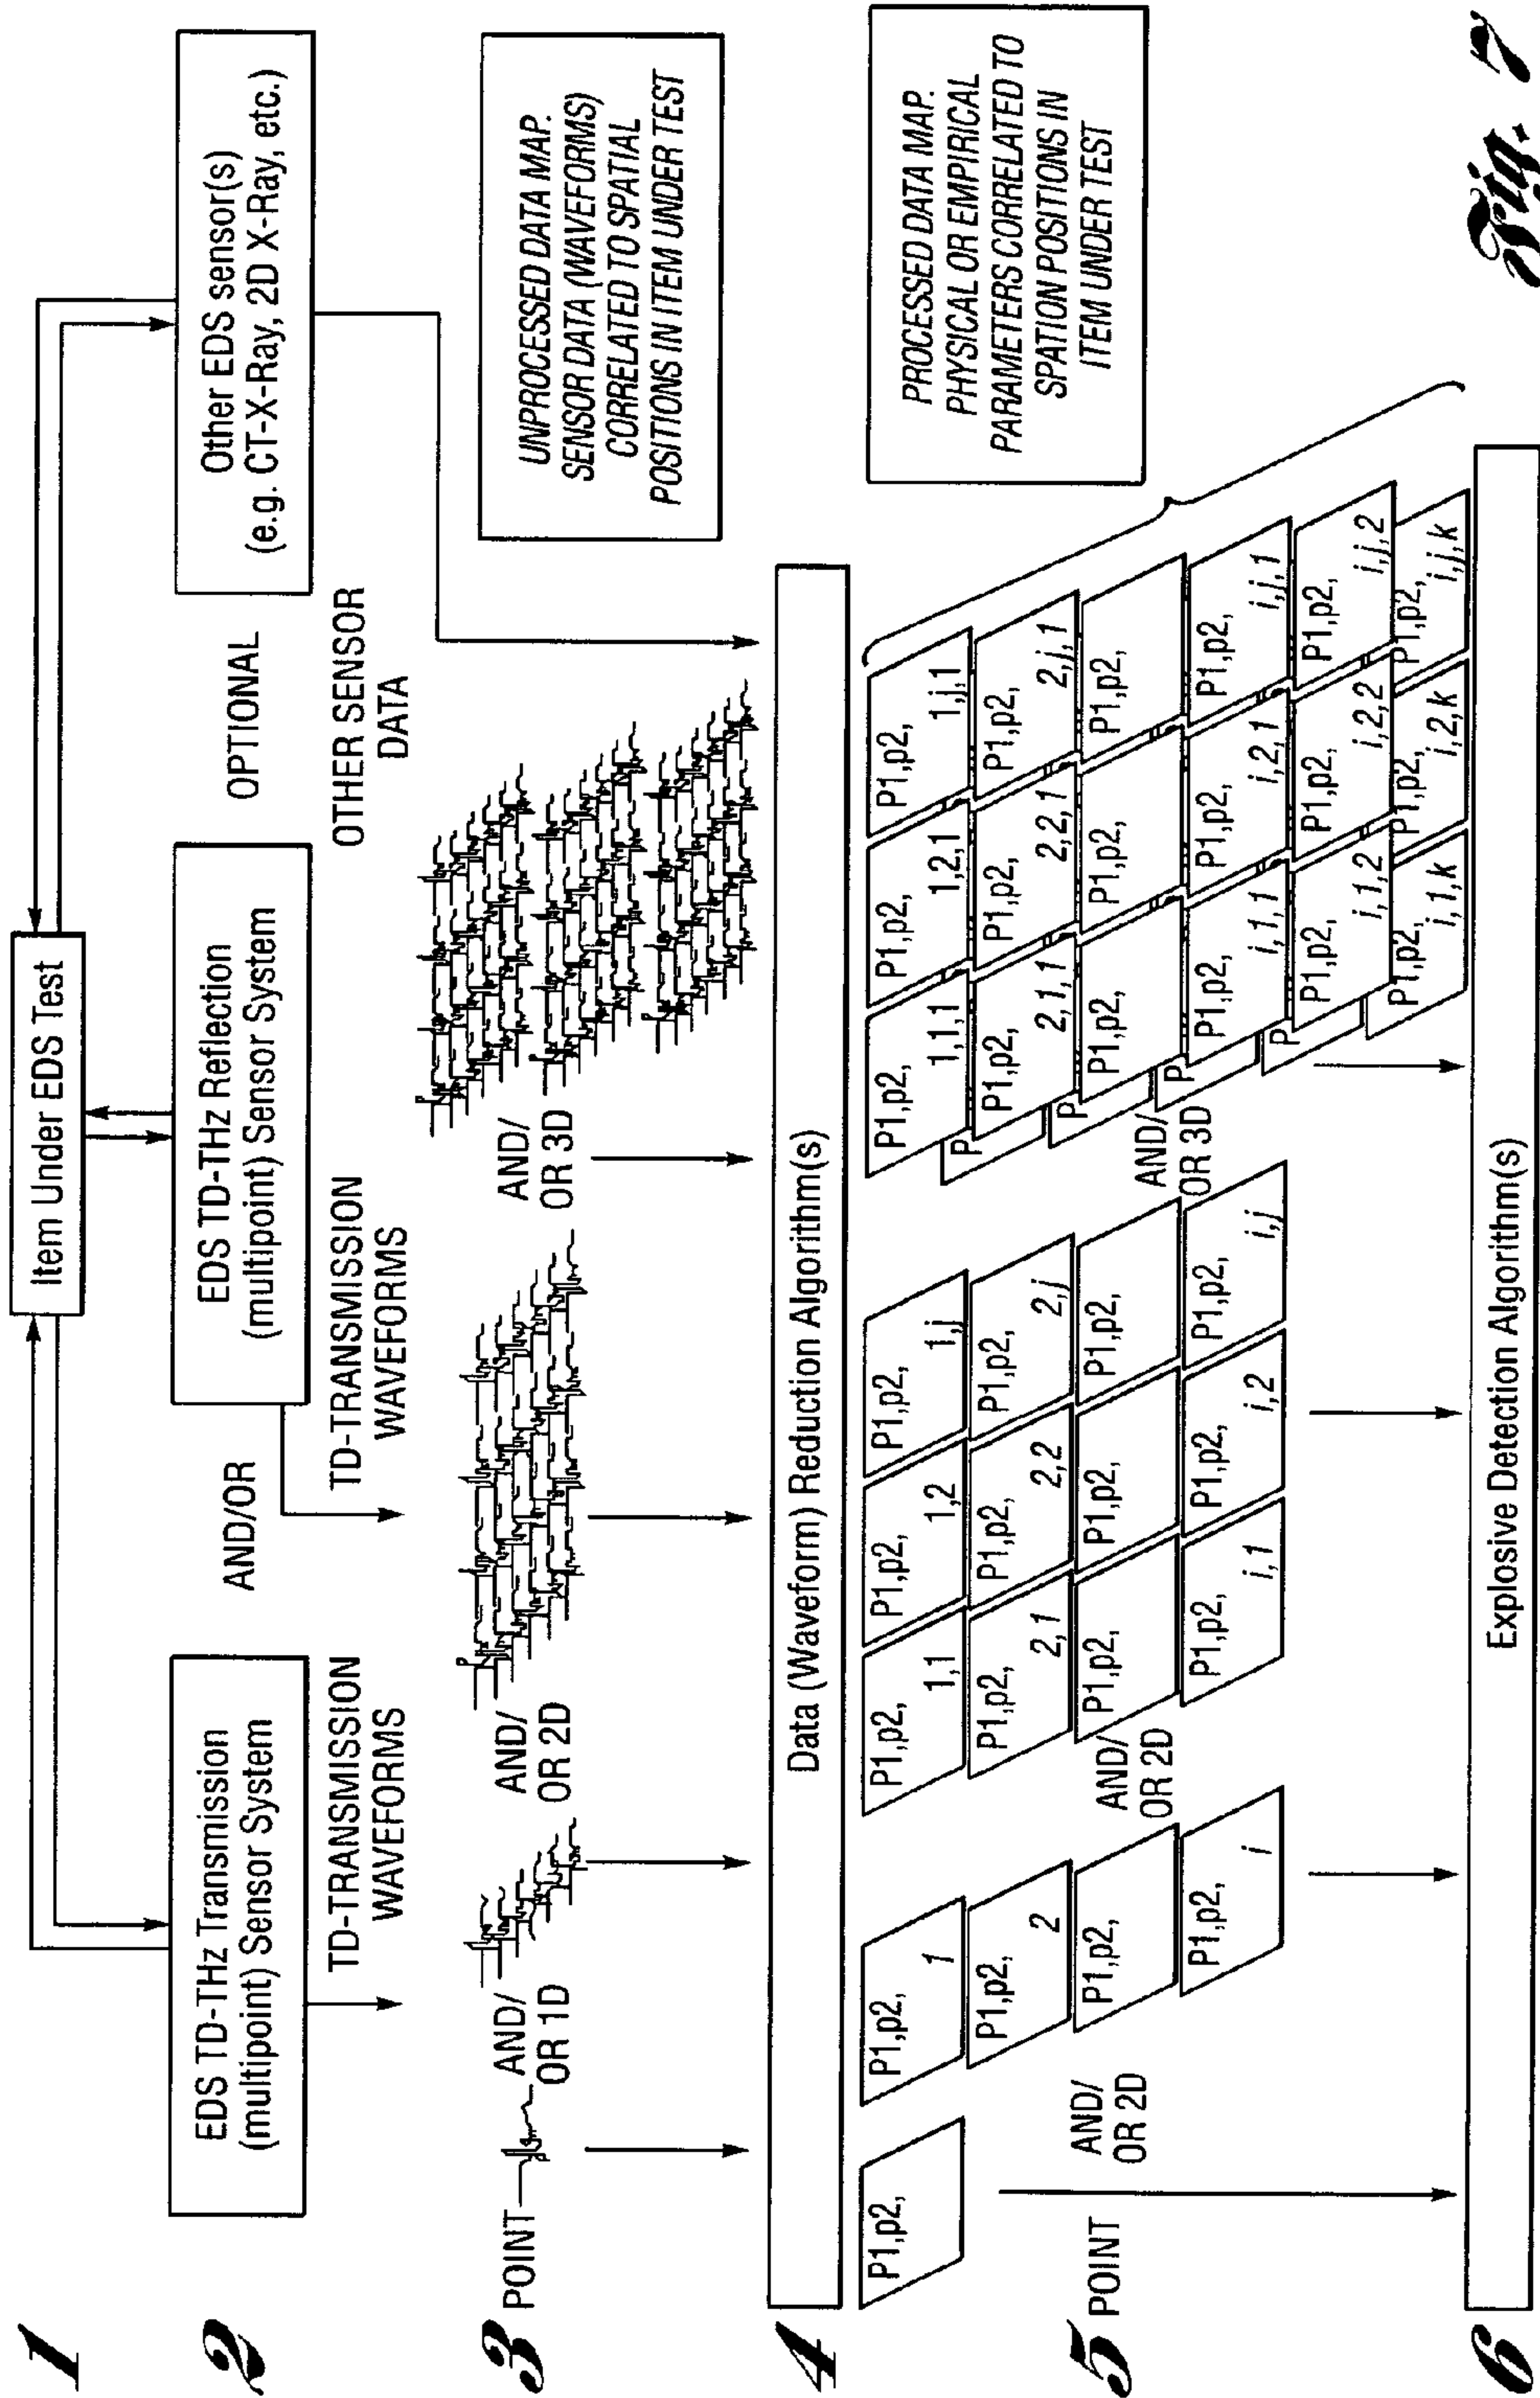 1
Item Under EDS Test
2
EDS TD-THz Transmission
(multipoint) Sensor System
AND/OR
EDS TD-THz Reflection
(multipoint) Sensor System
OPTIONAL
Other EDS sensor(s)
(e.g. CT-X-Ray, 2D X-Ray, etc.)
TD-TRANSMISSION
WAVEFORMS
TD-TRANSMISSION
WAVEFORMS
OTHER SENSOR
DATA
3
POINT
AND/
OR 1D
AND/
OR 2D
AND/
OR 3D
UNPROCESSED DATA MAP.
SENSOR DATA (WAVEFORMS)
CORRELATED TO SPATIAL
POSITIONS IN ITEM UNDER TEST
4
Data (Waveform) Reduction Algorithm(s)
5
POINT
P1,p2,
AND/
OR 2D
P1,p2,
1
P1,p2,
2
P1,p2,
P1,p2,
i
AND/
OR 2D
P1,p2,
1,1
P1,p2,
1,2
P1,p2,
1,j
P1,p2,
2,1
P1,p2,
2,2
P1,p2,
2,j
P1,p2,
P1,p2,
P1,p2,
P1,p2,
i,1
P1,p2,
i,2
P1,p2,
i,j
AND/
OR 3D
P1,p2,
1,1,1
P1,p2,
1,2,1
P1,p2,
1,j,1
P
P1,p2,
2,1,1
P1,p2,
2,2,1
P1,p2,
2,j,1
P
P1,p2,
P1,p2,
P1,p2,
P
P1,p2,
i,1,1
P1,p2,
i,2,1
P1,p2,
i,j,1
P
P1,p2,
i,1,2
P1,p2,
i,2,2
P1,p2,
i,j,2
P1,p2,
i,1,k
P1,p2,
i,2,k
P1,p2,
i,j,k
PROCESSED DATA MAP.
PHYSICAL OR EMPIRICAL
PARAMETERS CORRELATED TO
SPATION POSITIONS IN
ITEM UNDER TEST
6
Explosive Detection Algorithm(s)
Fig. 7